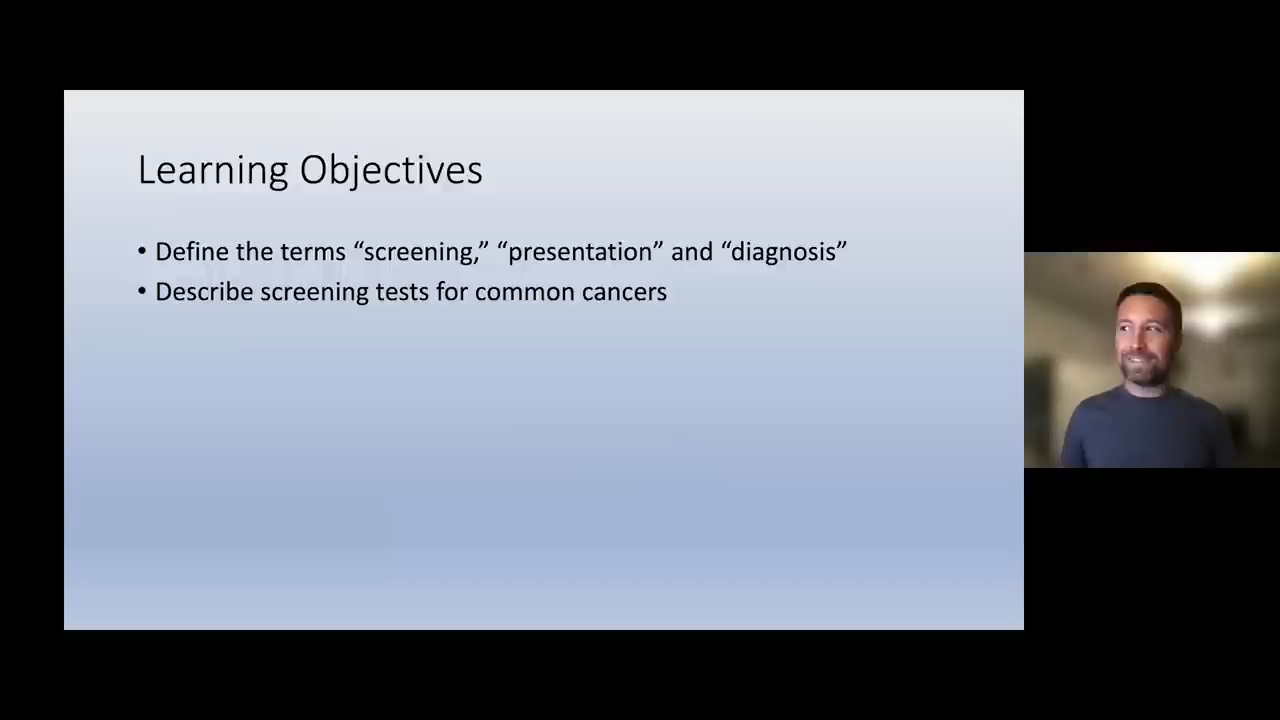 Learning Objectives
• Define the terms “screening,” “presentation” and “diagnosis”
• Describe screening tests for common cancers